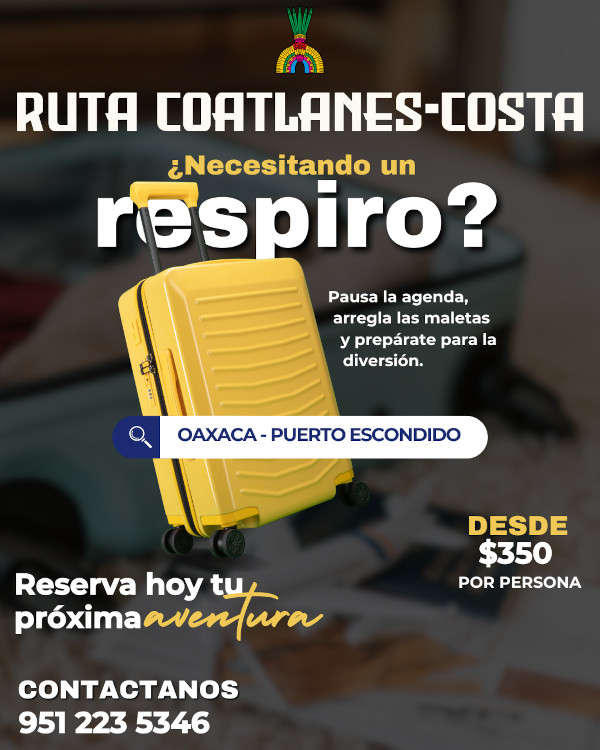 RUTA COATLANES-COSTA
¿Necesitando un
respiro?
Pausa la agenda,
arregla las maletas
y prepárate para la
diversión.
OAXACA - PUERTO ESCONDIDO
DESDE
$350
POR PERSONA
Reserva hoy tu
próxima aventura
CONTACTANOS
951 223 5346